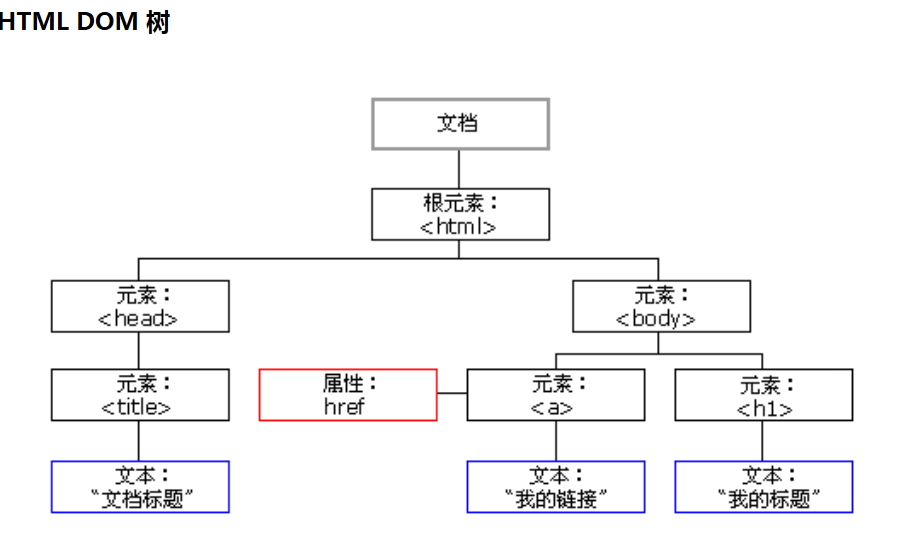 HTML DOM 树
文档
根元素：
<html>
元素：
<head>
元素：
<body>
元素：
<title>
属性：
href
元素：
<a>
元素：
<h1>
文本：
“文档标题”
文本：
“我的链接”
文本：
“我的标题”